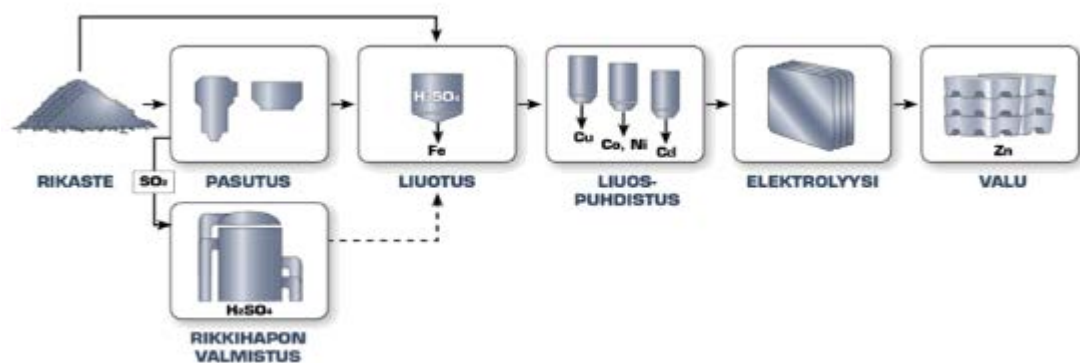 H₂SO₄
Fe
Cu
Co, Ni
Cd
Zn
RIKASTE
SO₂
PASUTUS
LIUOTUS
LIUOS-
PUHDISTUS
ELEKTROLYYSI
VALU
H₂SO₄
RIKKIHAPON
VALMISTUS